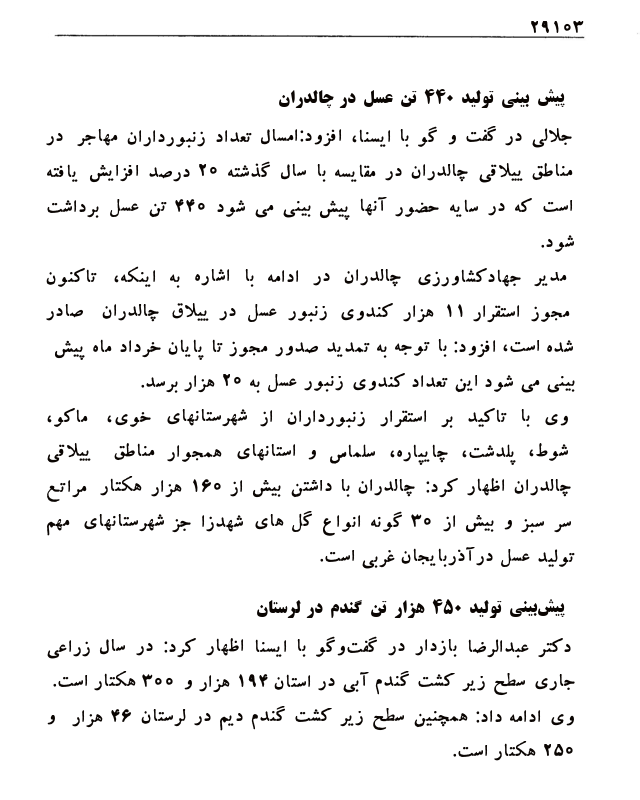 ۲۹۱۰۳
پیش بینی تولید ۴۴۰ تن عسل در چالدران
جلالی در گفت و گو با ایسنا، افزود:امسال تعداد زنبورداران مهاجر در
مناطق ییلاقی چالدران در مقایسه با سال گذشته ۲۰ درصد افزایش یافته
است که در سایه حضور آنها پیش بینی می شود ۴۴۰ تن عسل برداشت
شود.
مدیر جهادکشاورزی چالدران در ادامه با اشاره به اینکه، تاکنون
مجوز استقرار ۱۱ هزار کندوی زنبور عسل در ییلاق چالدران صادر
شده است، افزود: با توجه به تمدید صدور مجوز تا پایان خرداد ماه پیش
بینی می شود این تعداد کندوی زنبور عسل به ۲۰ هزار برسد.
وی با تاکید بر استقرار زنبورداران از شهرستانهای خوی، ماکو،
شوط، پلدشت، چایپاره، سلماس و استانهای همجوار مناطق ییلاقی
چالدران اظهار کرد: چالدران با داشتن بیش از ۱۶۰ هزار هکتار مراتع
سر سبز و بیش از ۳۰ گونه انواع گل های شهدزا جز شهرستانهای مهم
تولید عسل در آذربایجان غربی است.
پیش‌بینی تولید ۴۵۰ هزار تن گندم در لرستان
دکتر عبدالرضا بازدار در گفت‌وگو با ایسنا اظهار کرد: در سال زراعی
جاری سطح زیر کشت گندم آبی در استان ۱۹۴ هزار و ۳۰۰ هکتار است.
وی ادامه داد: همچنین سطح زیر کشت گندم دیم در لرستان ۴۶ هزار و
۲۵۰ هکتار است.